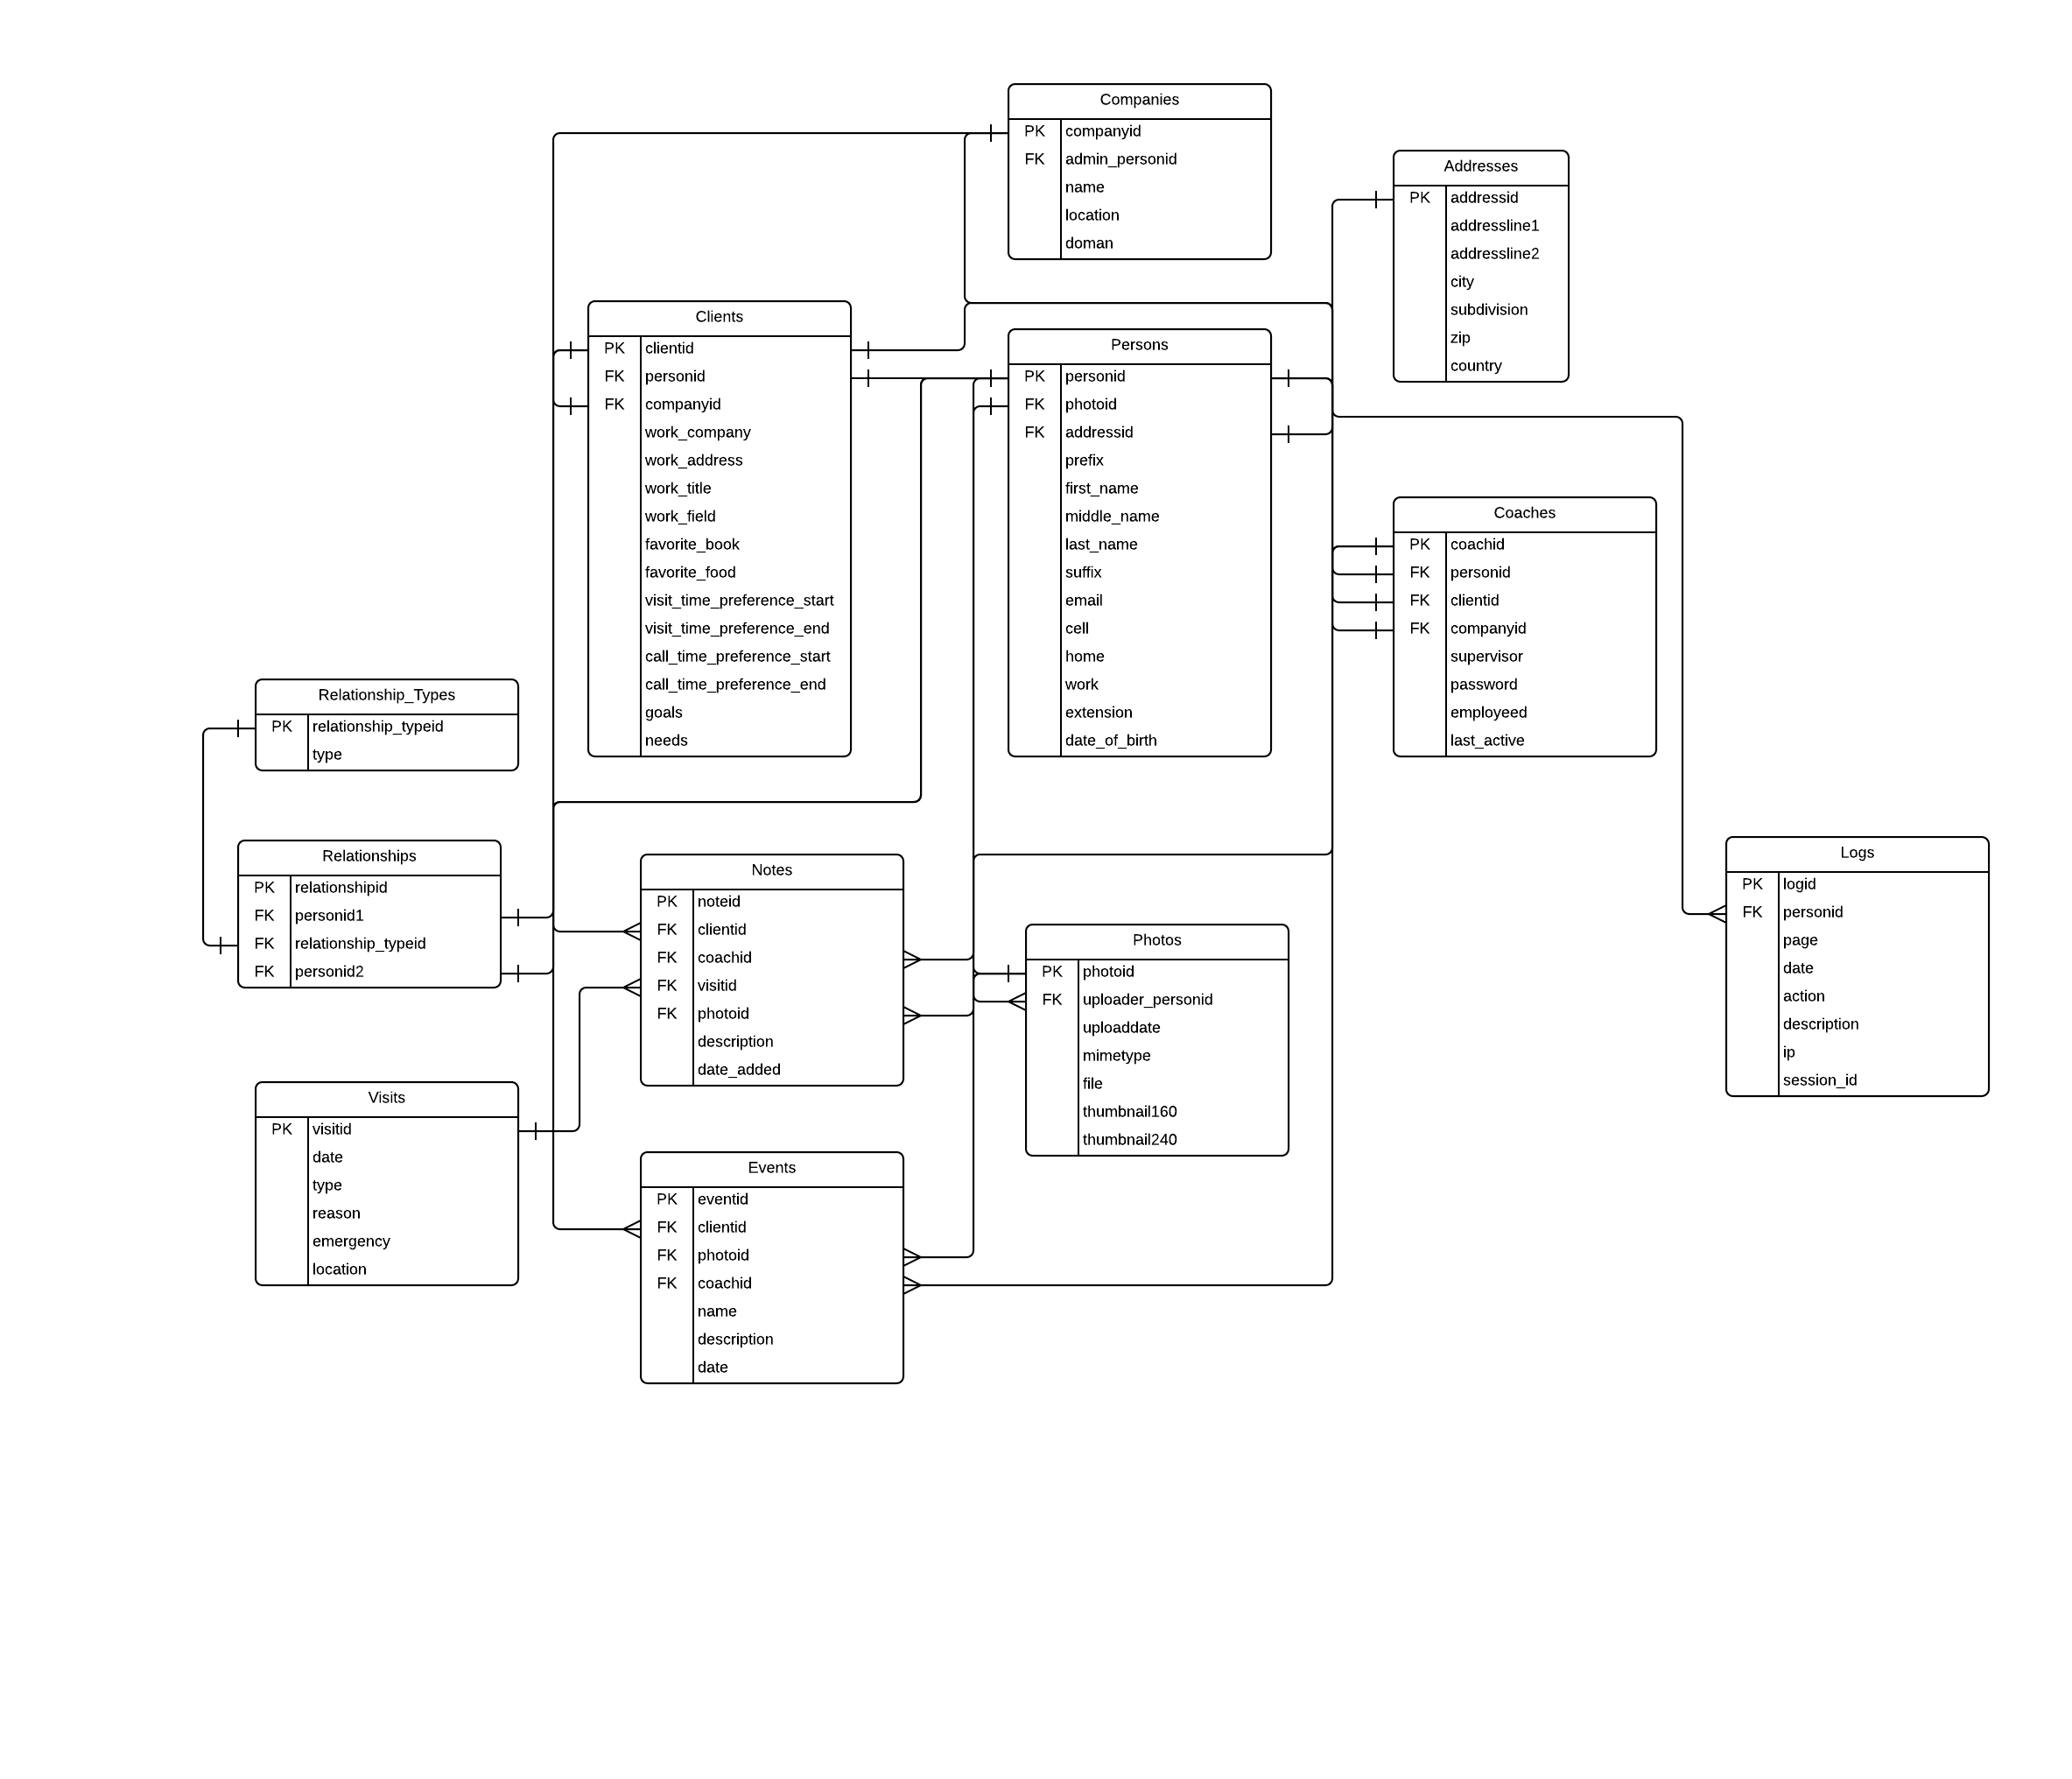 Companies
PK companyid
FK admin_personid
name
location
doman
Addresses
PK addressid
addressline1
addressline2
city
subdivision
zip
country
Clients
PK clientid
FK personid
FK companyid
work_company
work_address
work_title
work_field
favorite_book
favorite_food
visit_time_preference_start
visit_time_preference_end
call_time_preference_start
call_time_preference_end
goals
needs
Persons
PK personid
FK photoid
FK addressid
prefix
first_name
middle_name
last_name
suffix
email
cell
home
work
extension
date_of_birth
Coaches
PK coachid
FK personid
FK clientid
FK companyid
supervisor
password
employeed
last_active
Relationship_Types
PK relationship_typeid
type
Relationships
PK relationshipid
FK personid1
FK relationship_typeid
FK personid2
Notes
PK noteid
FK clientid
FK coachid
FK visitid
FK photoid
description
date_added
Photos
PK photoid
FK uploader_personid
uploaddate
mimetype
file
thumbnail160
thumbnail240
Logs
PK logid
FK personid
page
date
action
description
ip
session_id
Visits
PK visitid
date
type
reason
emergency
location
Events
PK eventid
FK clientid
FK photoid
FK coachid
name
description
date